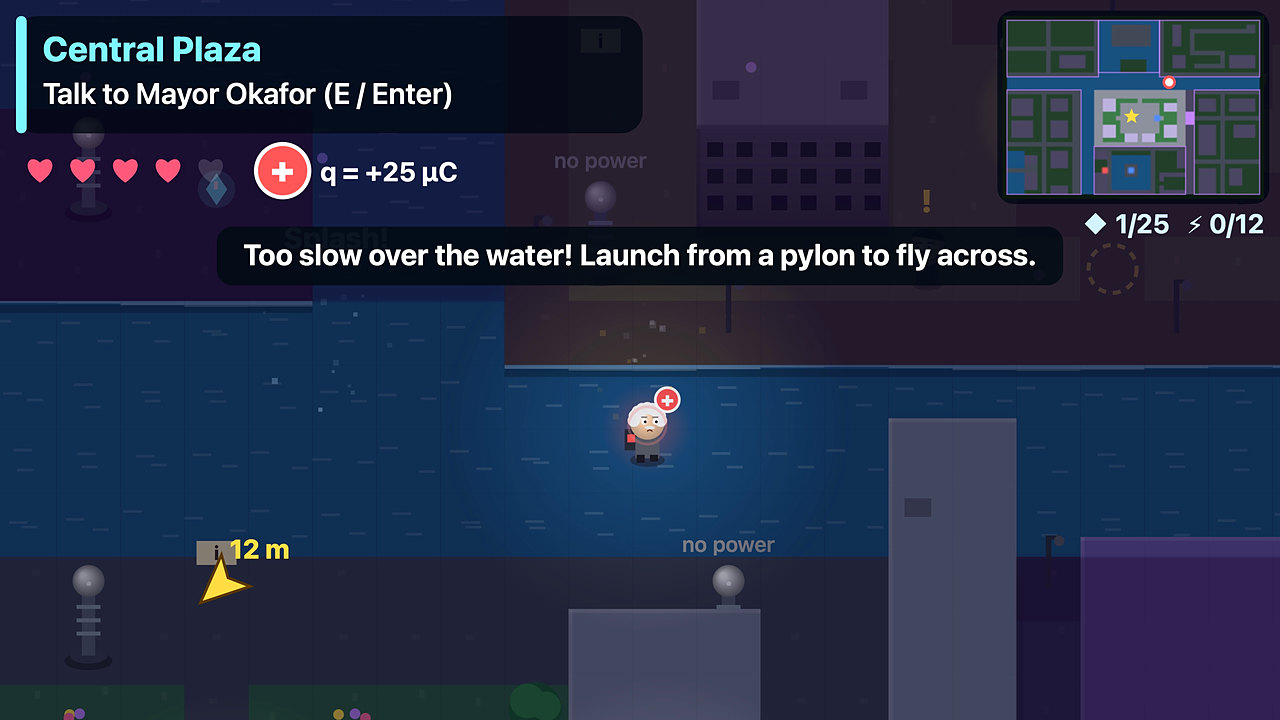 Central Plaza
Talk to Mayor Okafor (E / Enter)
i
q = +25 µC
no power
!
1/25 ⚡ 0/12
Splash!
Too slow over the water! Launch from a pylon to fly across.
no power
i
12 m